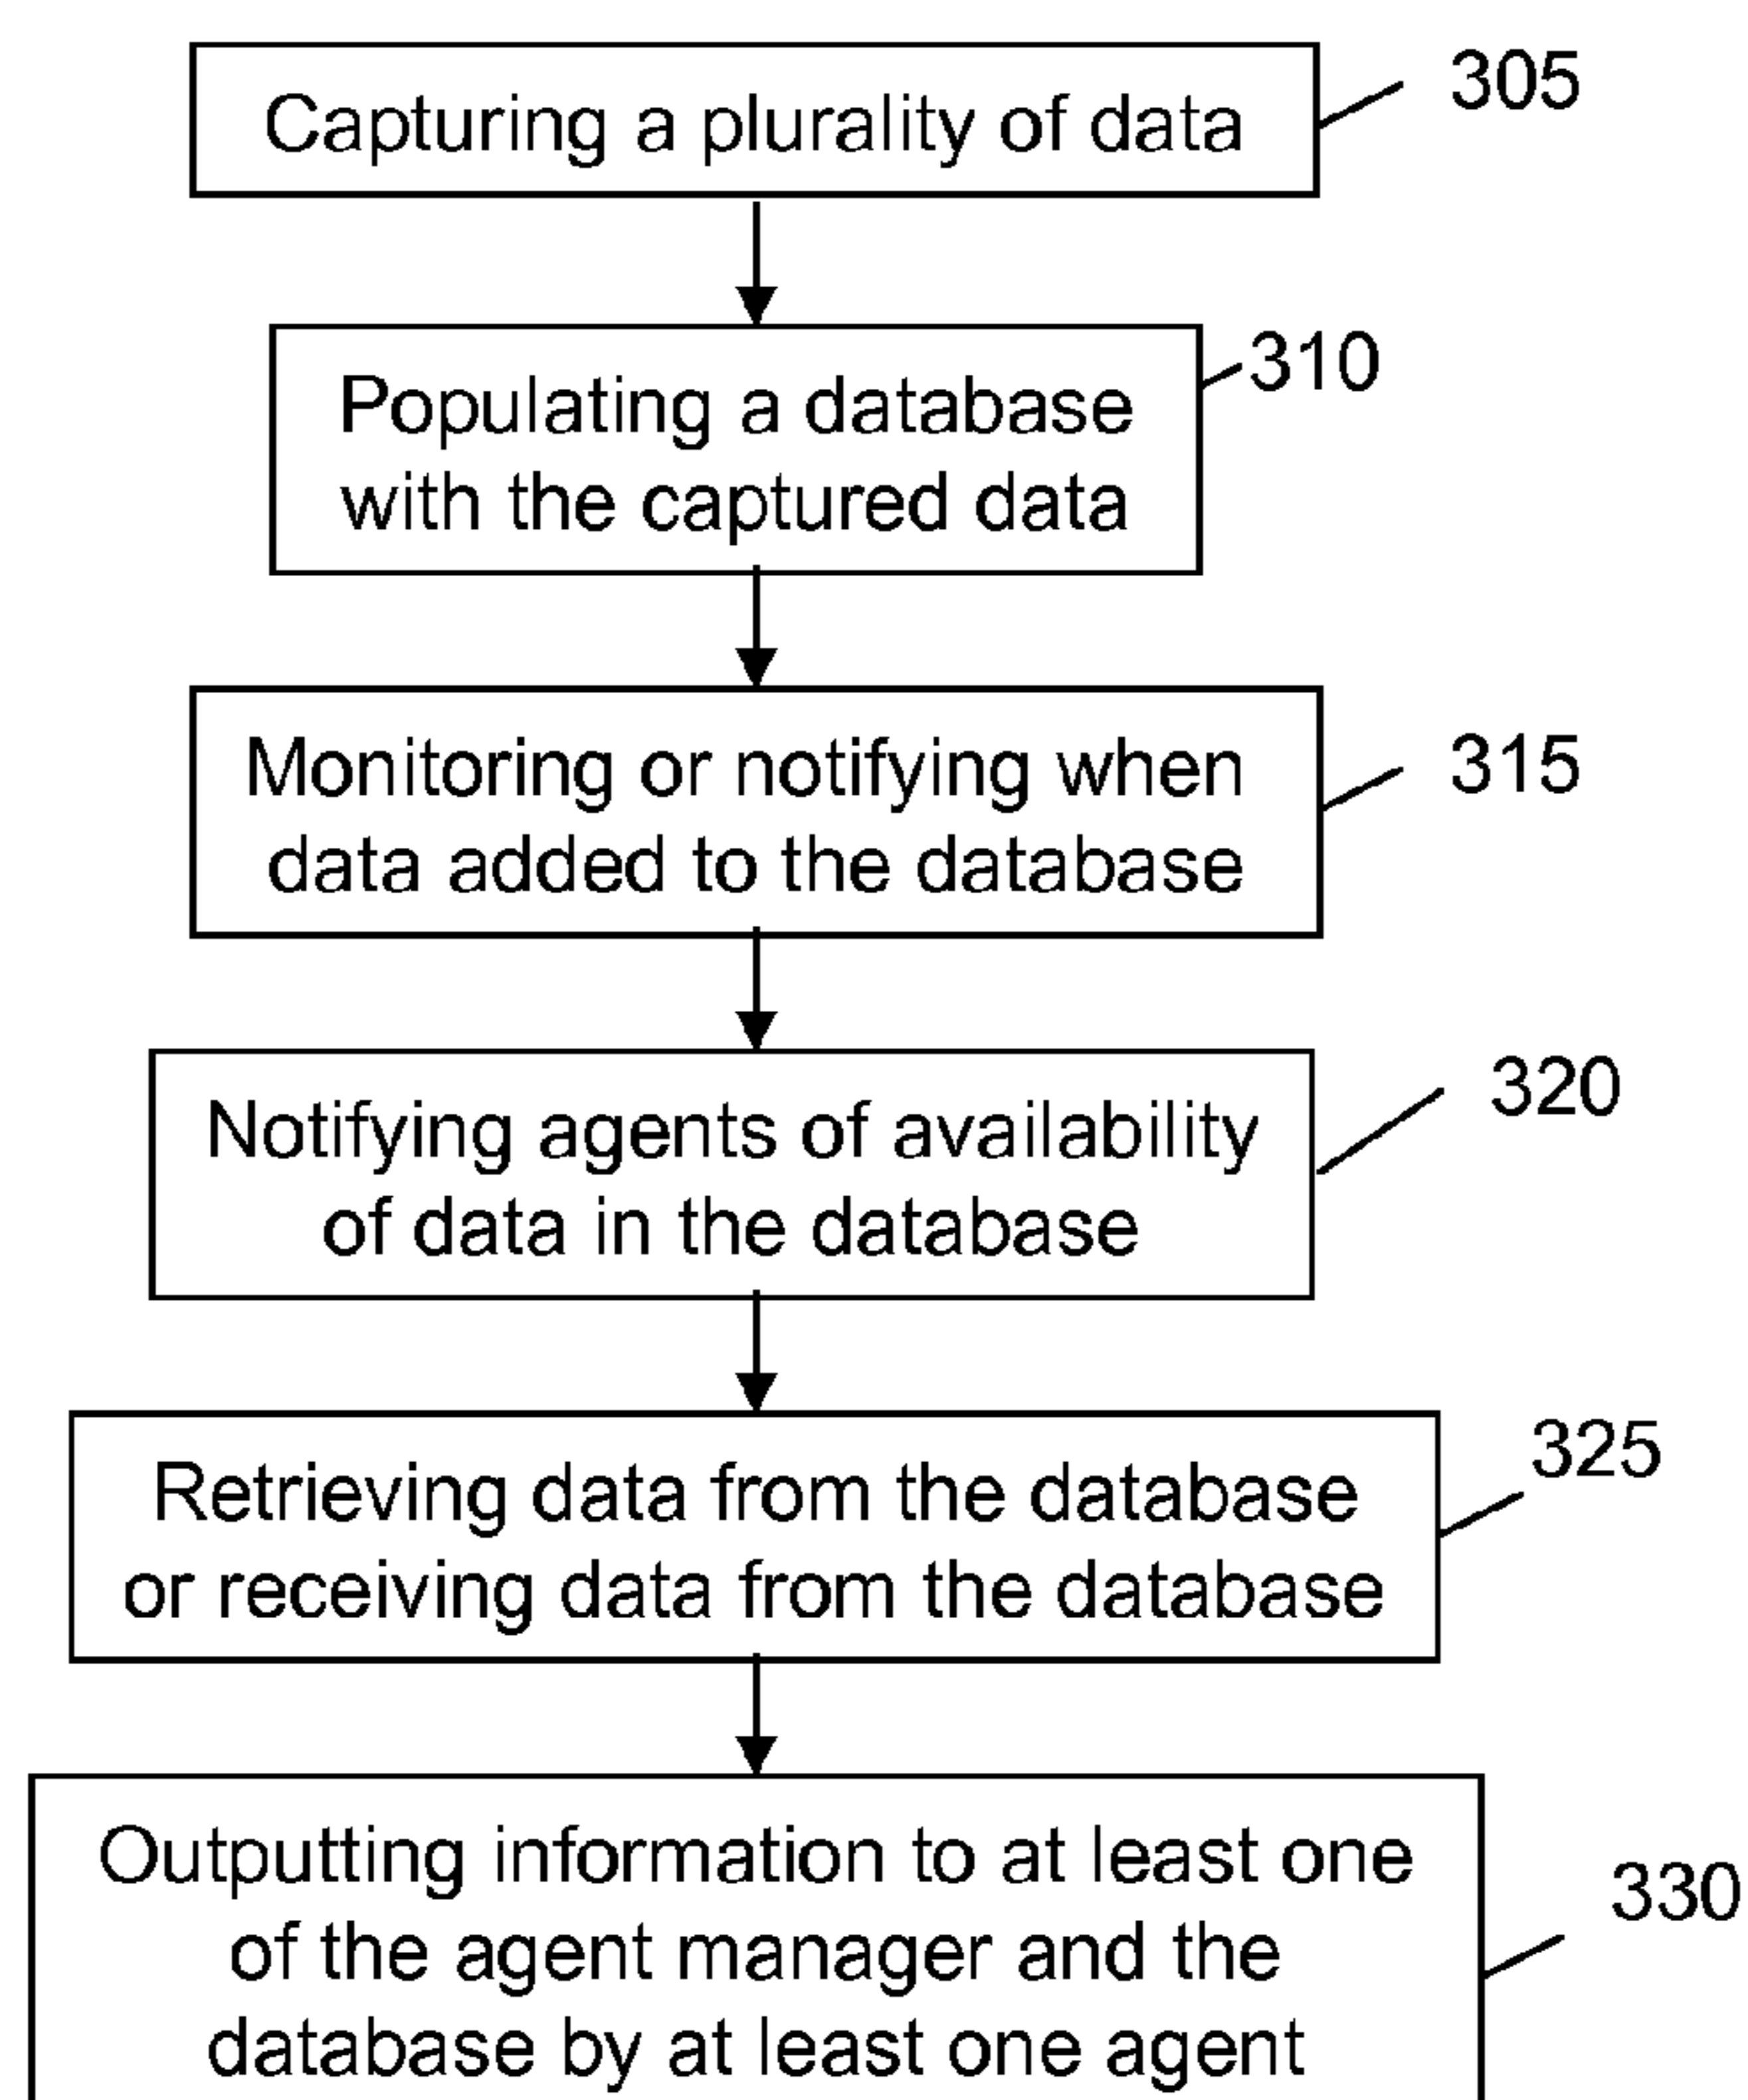 Capturing a plurality of data
305
Populating a database
with the captured data
310
Monitoring or notifying when
data added to the database
315
Notifying agents of availability
of data in the database
320
Retrieving data from the database
or receiving data from the database
325
Outputting information to at least one
of the agent manager and the
database by at least one agent
330